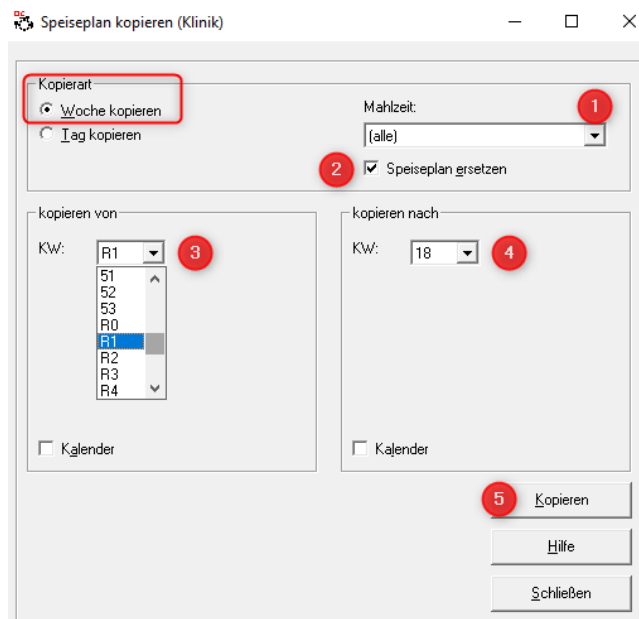 Speiseplan kopieren (Klinik)
Kopierart
Woche kopieren
Tag kopieren
Mahlzeit:
1
(alle)
2
Speiseplan ersetzen
kopieren von
KW:
R1
3
51
52
53
R0
R1
R2
R3
R4
Kalender
kopieren nach
KW:
18
4
Kalender
5
Kopieren
Hilfe
Schließen